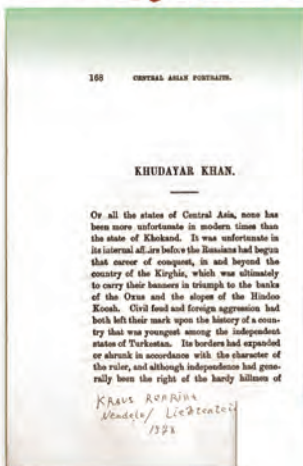 168 CENTRAL ASIAN PORTRAITS.
KHUDAYAR KHAN.
OF all the states of Central Asia, none has
been more unfortunate in modern times than
the state of Khokand. It was unfortunate in
its internal affairs before the Russians had begun
that career of conquest, in and beyond the
country of the Kirghis, which was ultimately
to carry their banners in triumph to the banks
of the Oxus and the slopes of the Hindoo
Koosh. Civil feud and foreign aggression had
both left their mark upon the history of a coun-
try that was youngest among the independent
states of Turkestan. Its borders had expanded
or shrunk in accordance with the character of
the ruler, and although independence had gene-
rally been the right of the hardy hillmen of
KRAUS REPRINT
Nendeln/ Liechtenstein